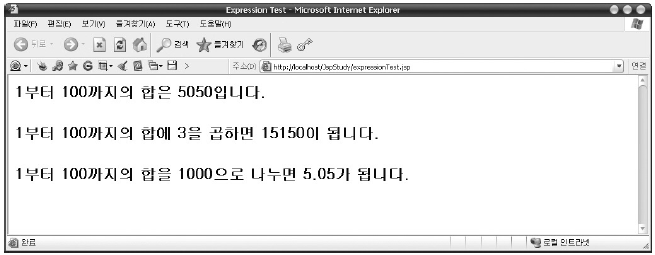 Expression Test - Microsoft Internet Explorer
파일(F) 편집(E) 보기(V) 즐겨찾기(A) 도구(T) 도움말(H)
뒤로 검색 즐겨찾기
주소(D) http://localhost/JspStudy/expressionTest.jsp 연결
1부터 100까지의 합은 5050입니다.
1부터 100까지의 합에 3을 곱하면 15150이 됩니다.
1부터 100까지의 합을 1000으로 나누면 5.05가 됩니다.
완료 로컬 인트라넷